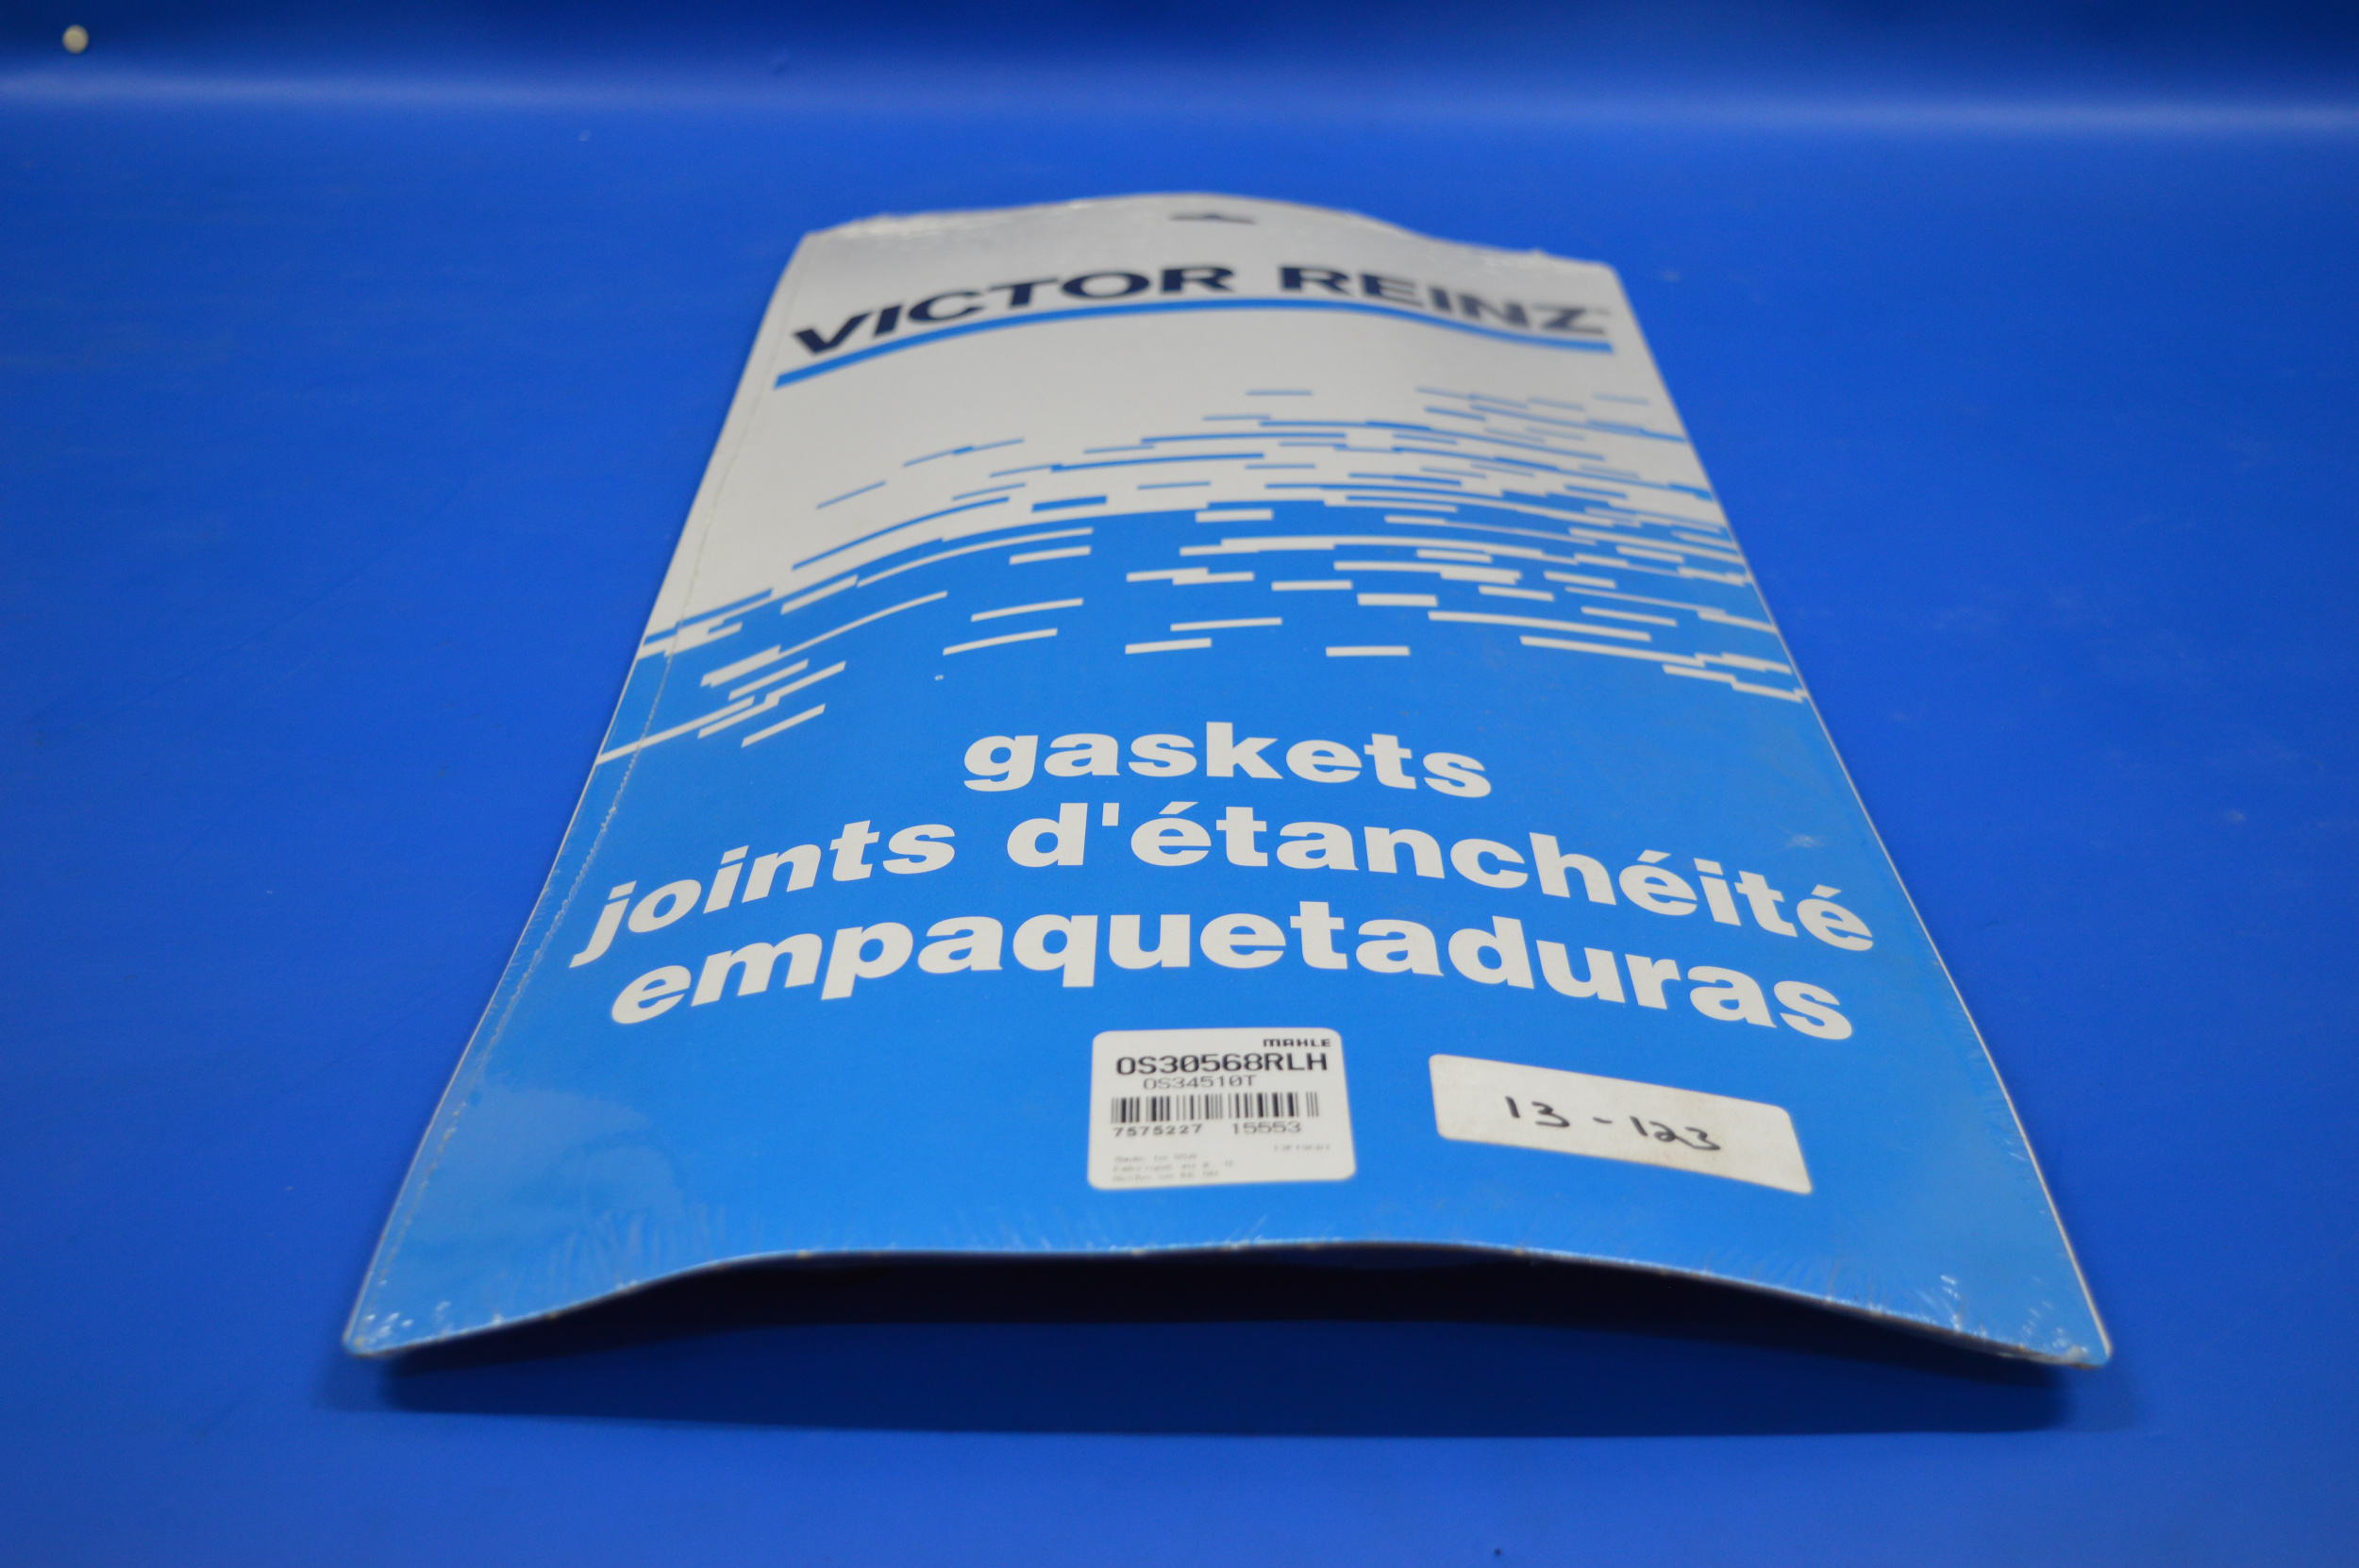 VICTOR REINZ
gaskets
joints d'étanchéité
empaquetaduras
MAHLE
OS30568RLH
OS34510T
7575227 15553
13-123